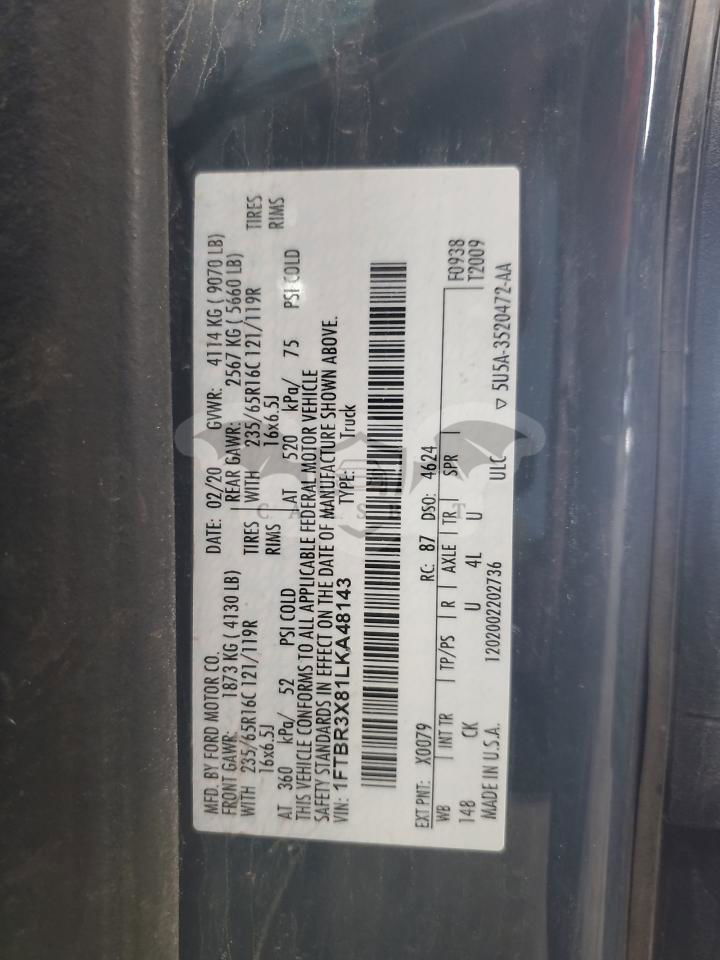 MFD. BY FORD MOTOR CO. DATE: 02/20 GVWR: 4114 KG ( 9070 LB)
FRONT GAWR: 1873 KG ( 4130 LB) REAR GAWR: 2567 KG ( 5660 LB)
WITH 235/65R16C 121/119R TIRES WITH 235/65R16C 121/119R TIRES
16x6.5J RIMS 16x6.5J RIMS
AT 360 kPa/ 52 PSI COLD AT 520 kPa/ 75 PSI COLD
THIS VEHICLE CONFORMS TO ALL APPLICABLE FEDERAL MOTOR VEHICLE
SAFETY STANDARDS IN EFFECT ON THE DATE OF MANUFACTURE SHOWN ABOVE.
VIN: 1FTBR3X81LKA48143 TYPE: Truck
EXT PNT: X0079 RC: 87 DSO: 4624 F0938
WB INT TR TP/PS R AXLE TR SPR T2009
148 CK U 4L U
MADE IN U.S.A. 1202002202736 ULC ▽ 5U5A-3520472-AA